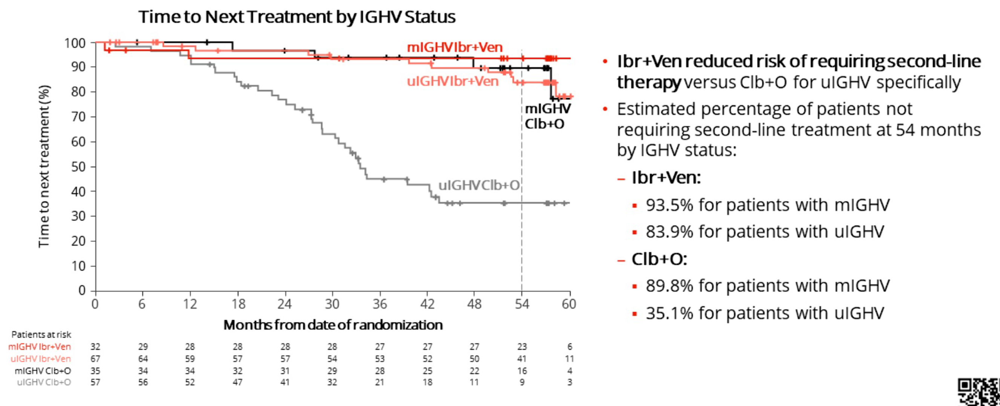 Time to Next Treatment by IGHV Status
Time to next treatment (%)
100
90
80
70
60
50
40
30
20
10
0
mIGHV Ibr+Ven
uIGHV Ibr+Ven
mIGHV
Clb+O
uIGHV Clb+O
0 6 12 18 24 30 36 42 48 54 60
Months from date of randomization
Patients at risk
mIGHV Ibr+Ven 32 29 28 28 28 28 27 27 27 23 6
uIGHV Ibr+Ven 67 64 59 57 57 54 53 52 50 41 11
mIGHV Clb+O 35 34 34 32 31 29 28 25 22 16 4
uIGHV Clb+O 57 56 52 47 41 32 21 18 11 9 3
• Ibr+Ven reduced risk of requiring second-line
therapy versus Clb+O for uIGHV specifically
• Estimated percentage of patients not
requiring second-line treatment at 54 months
by IGHV status:
– Ibr+Ven:
▪ 93.5% for patients with mIGHV
▪ 83.9% for patients with uIGHV
– Clb+O:
▪ 89.8% for patients with mIGHV
▪ 35.1% for patients with uIGHV